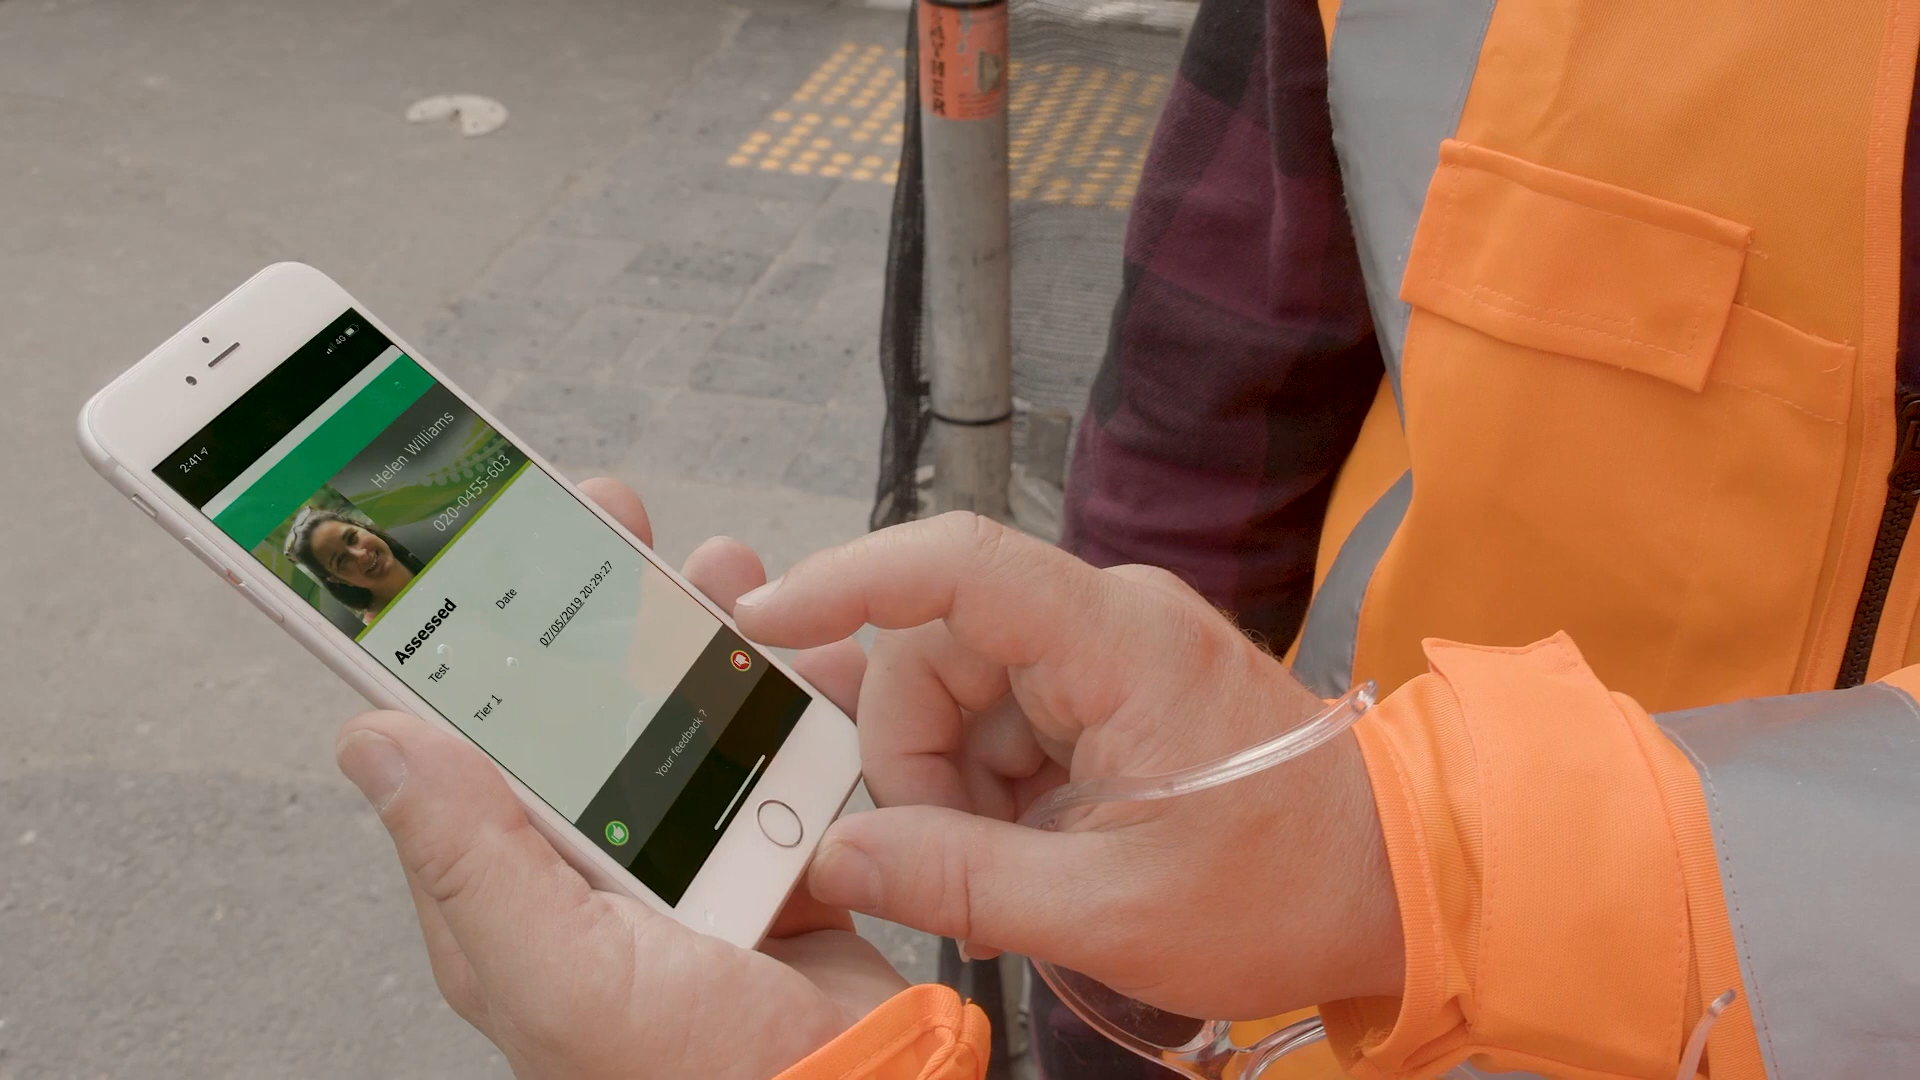 2:41
4G
Helen Williams
020-0455-603
Assessed
Test Date
Tier 1 07/05/2019 20:29:27
Your feedback ?